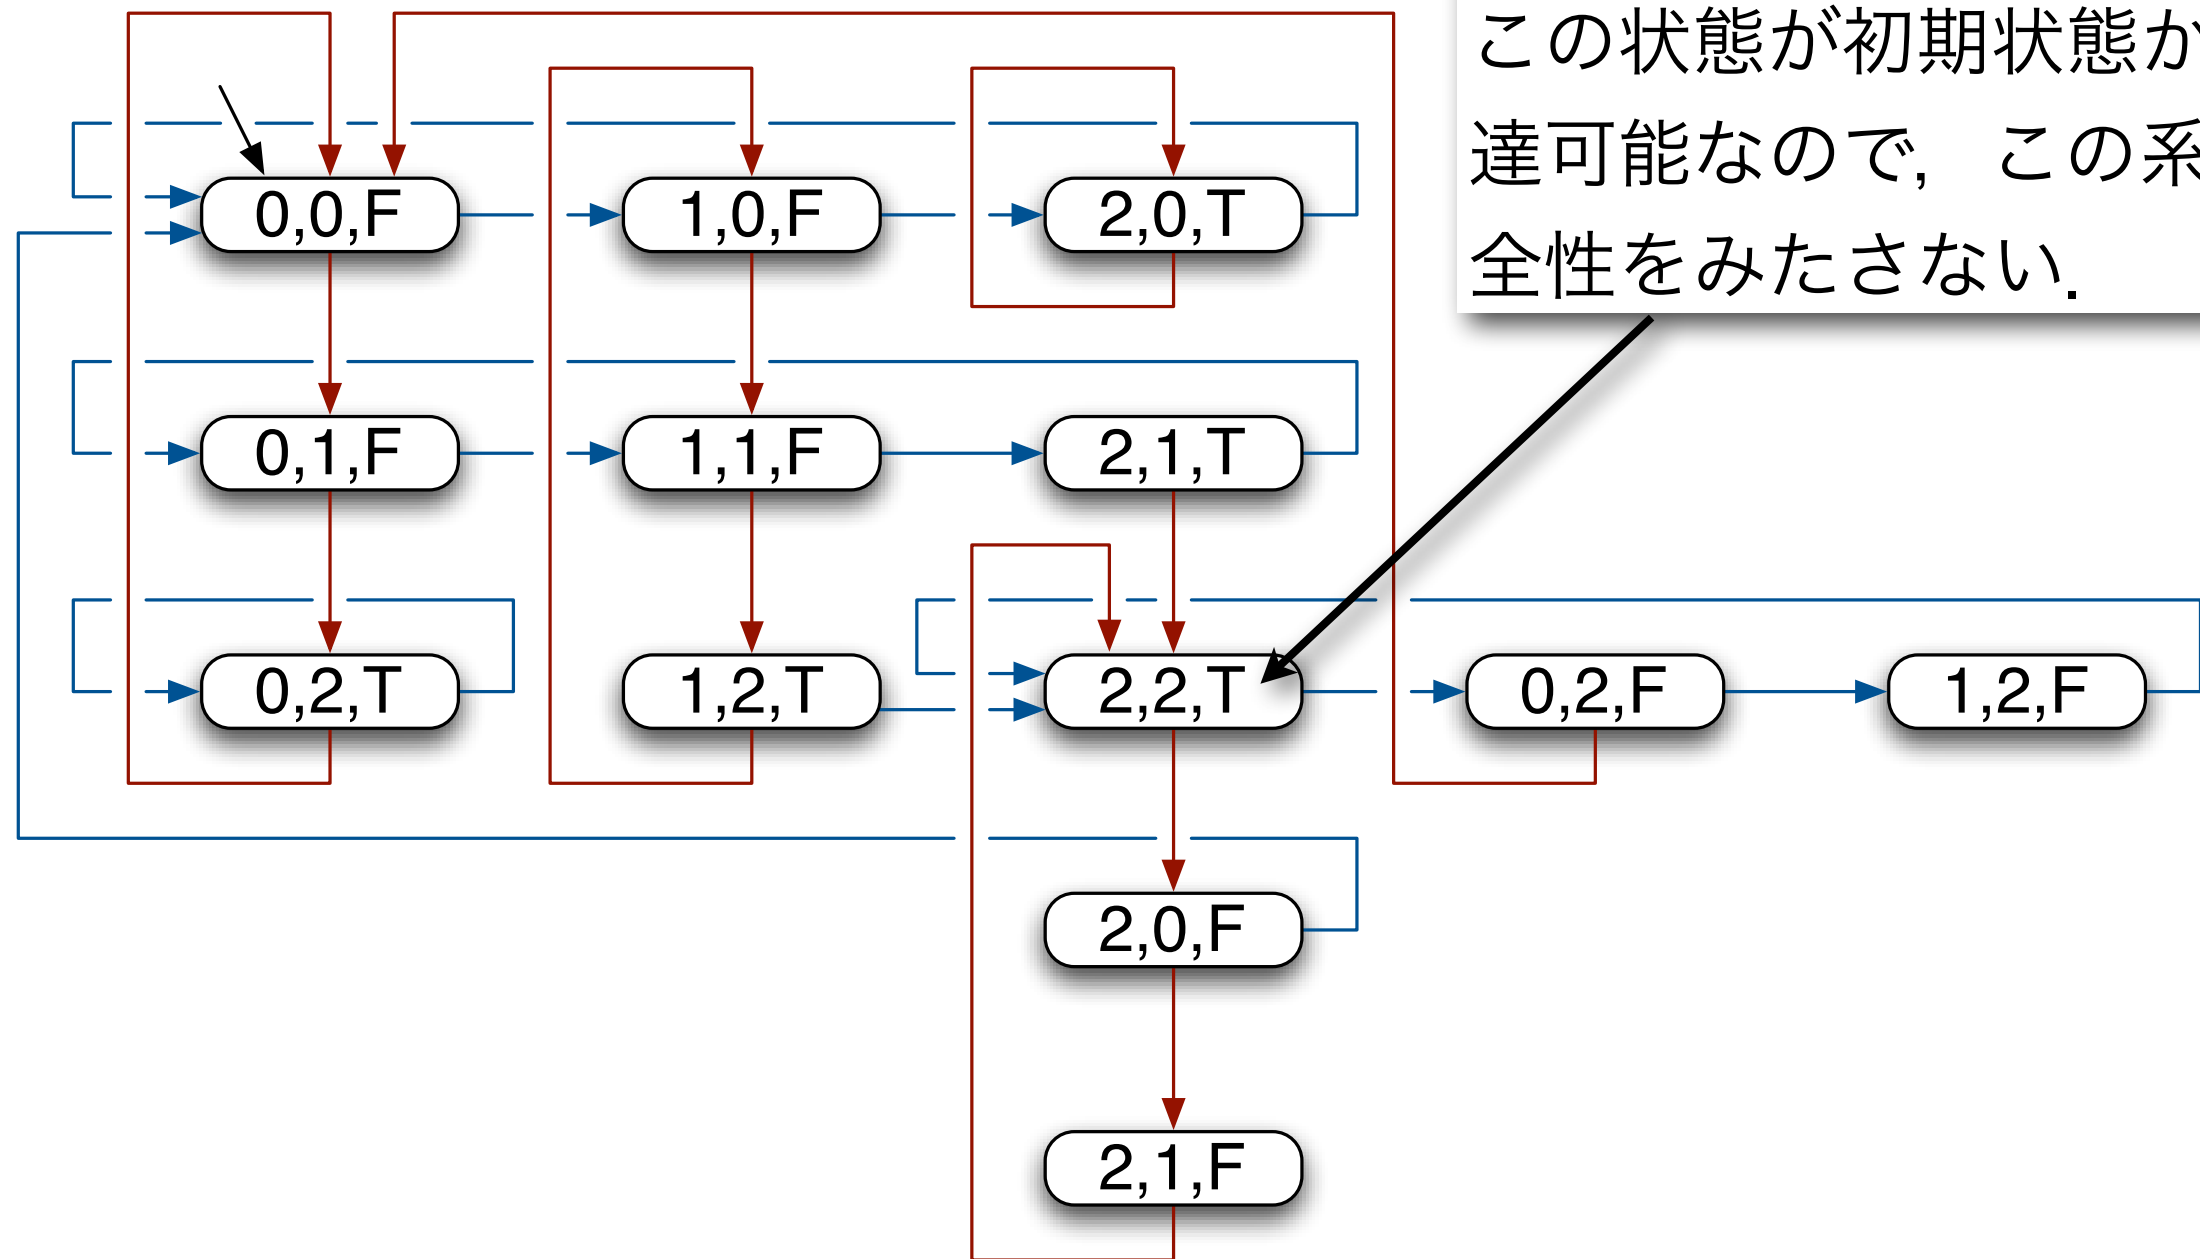 この状態が初期状態か
達可能なので，この系
全性をみたさない．
0,0,F
1,0,F
2,0,T
0,1,F
1,1,F
2,1,T
0,2,T
1,2,T
2,2,T
0,2,F
1,2,F
2,0,F
2,1,F